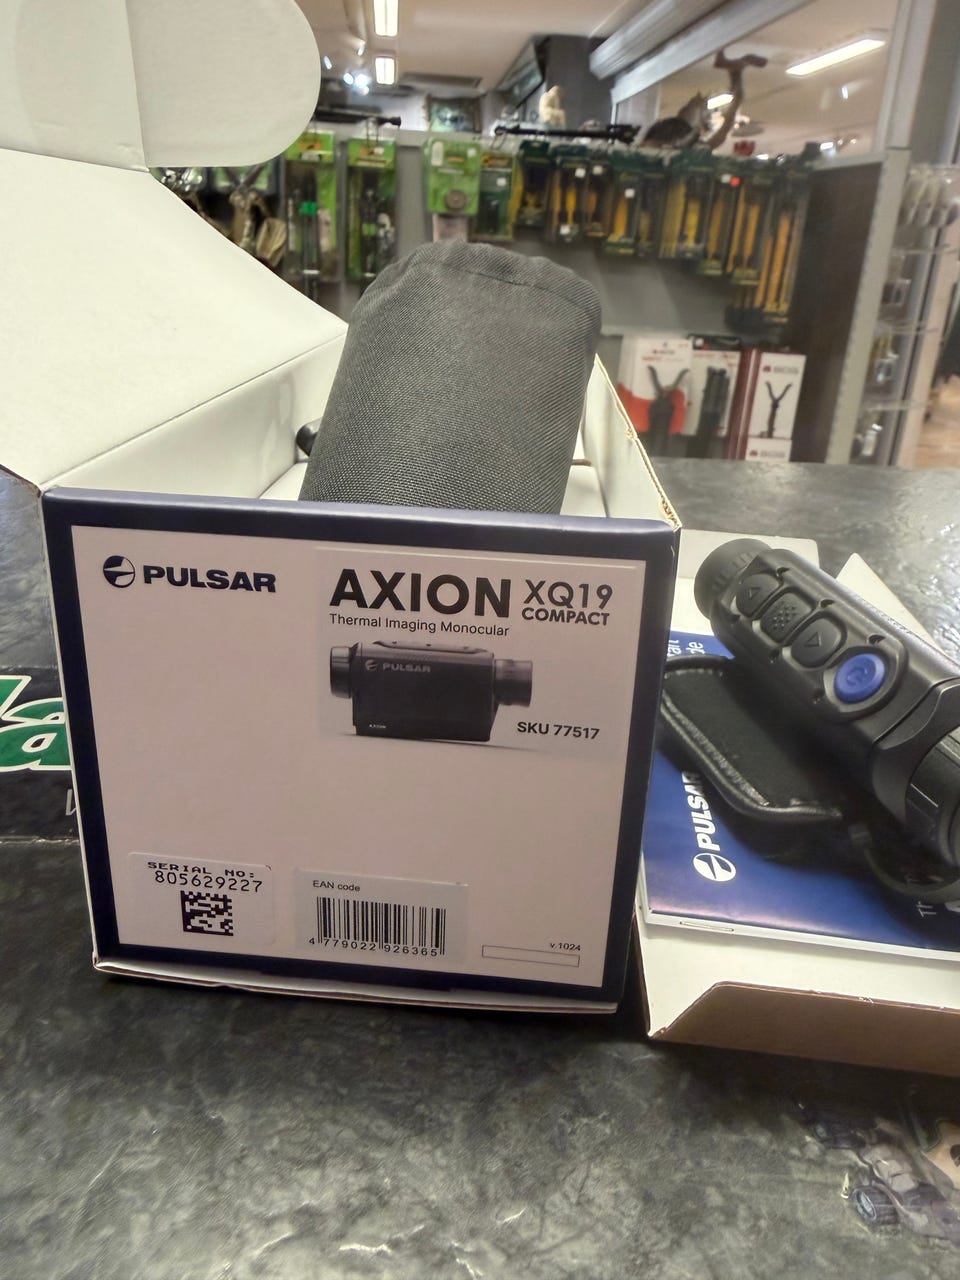 PULSAR
AXION XQ19
COMPACT
Thermal Imaging Monocular
PULSAR
AXION
SKU 77517
SERIAL NO:
805629227
EAN code
4 779022 926365
v.1024
PULSAR